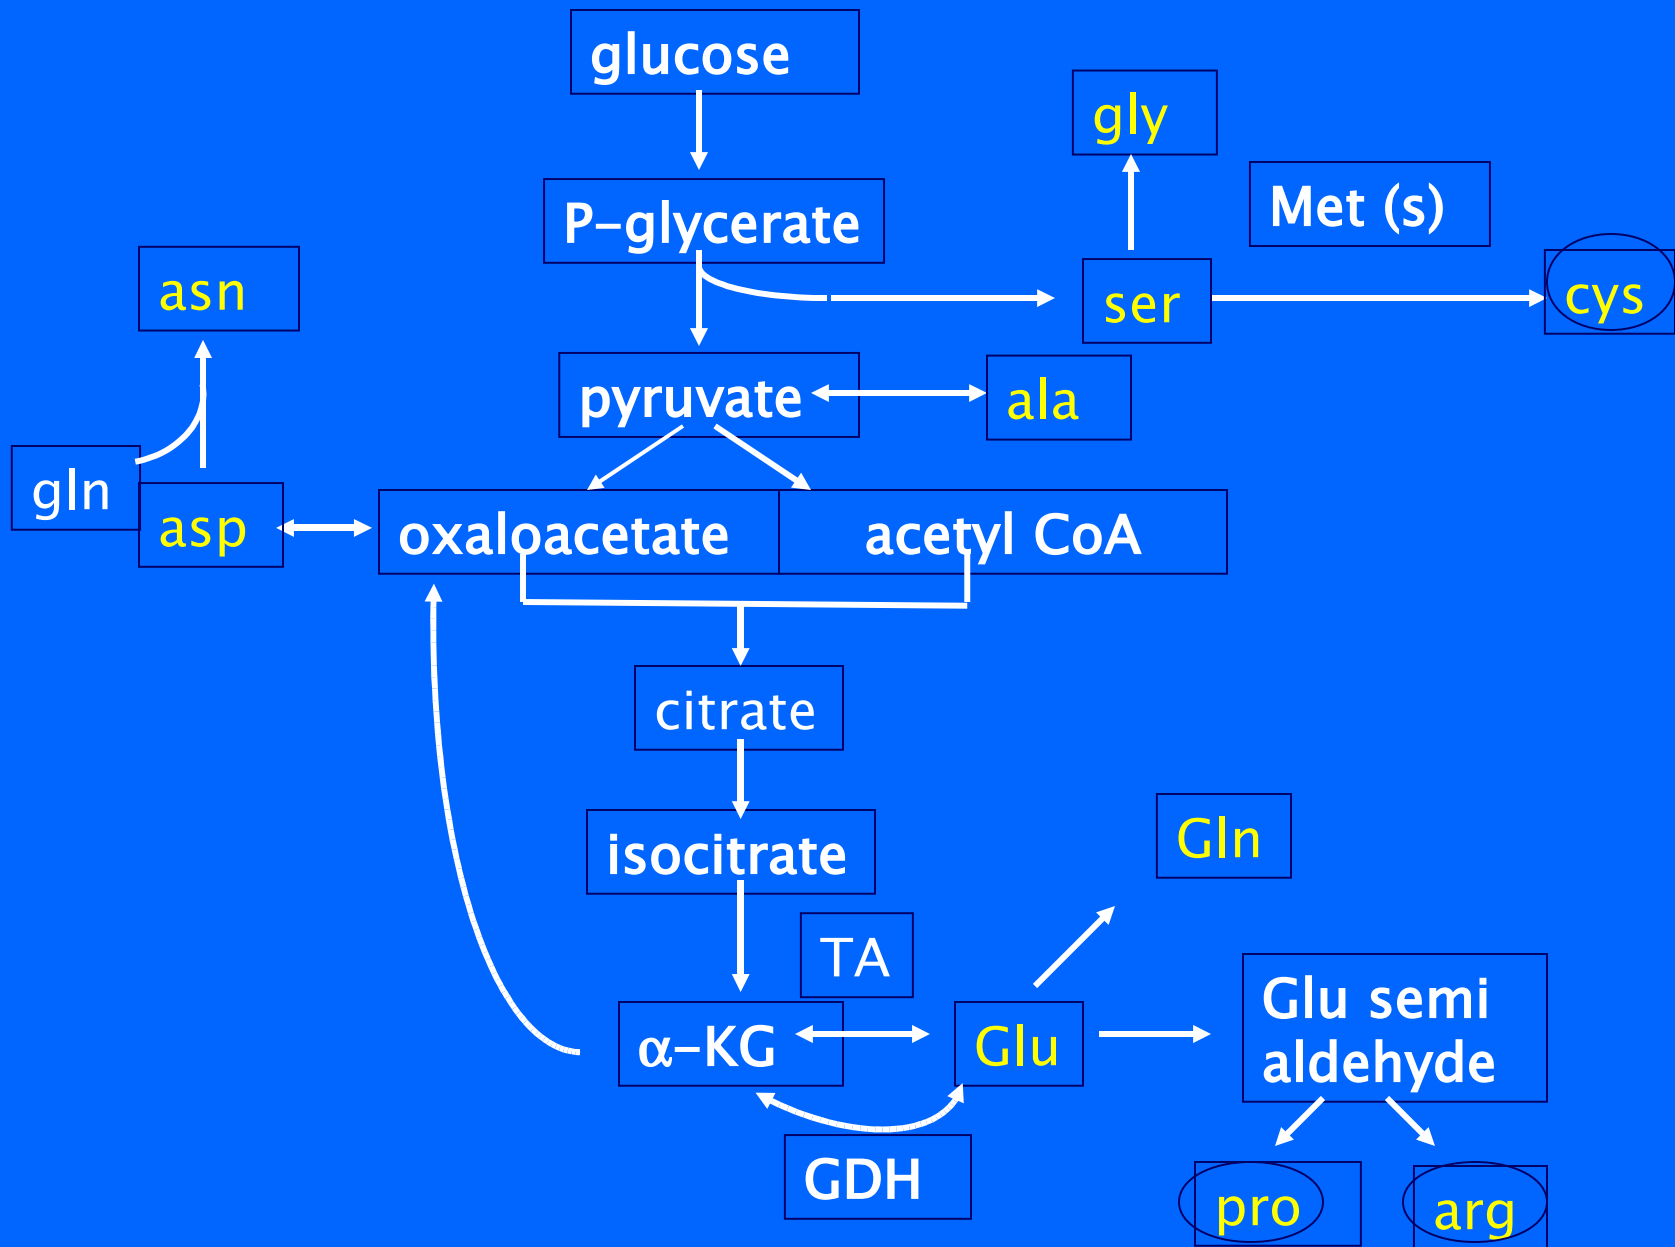 glucose
gly
P-glycerate
Met (s)
asn
ser
cys
pyruvate
ala
gln
asp
oxaloacetate
acetyl CoA
citrate
Gln
isocitrate
TA
α-KG
Glu
Glu semi
aldehyde
GDH
pro
arg